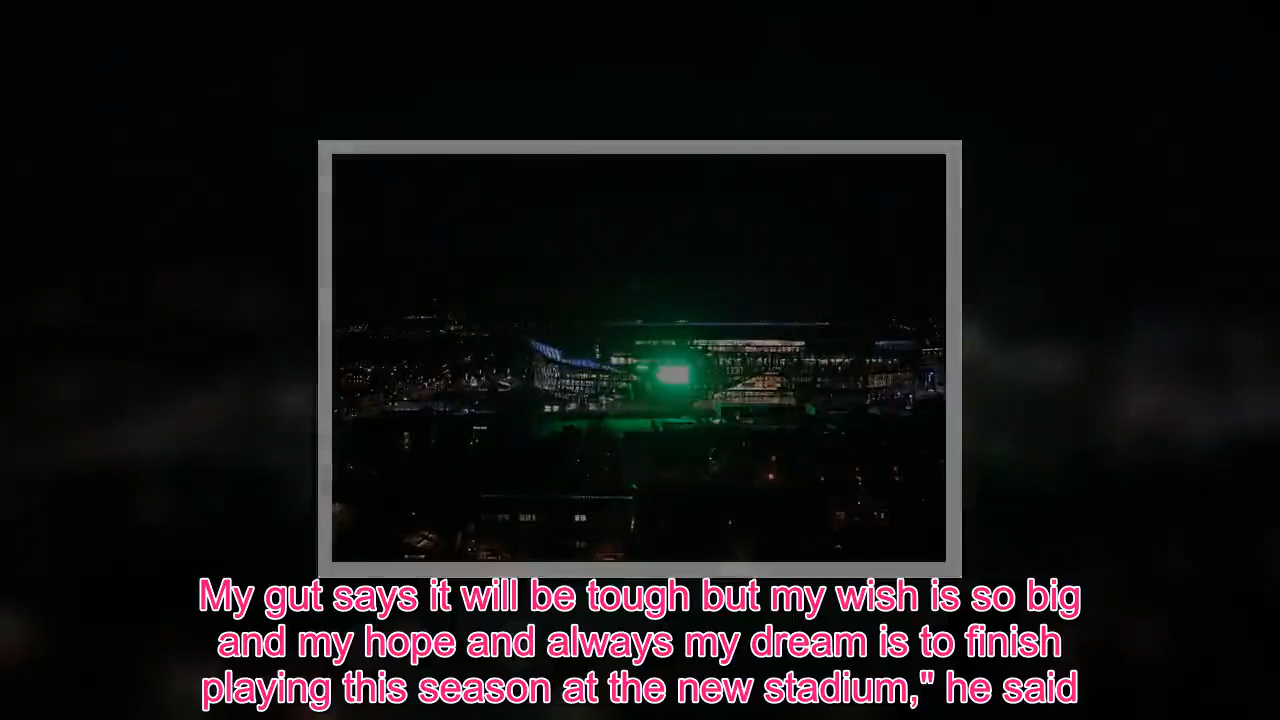 My gut says it will be tough but my wish is so big
and my hope and always my dream is to finish
playing this season at the new stadium," he said